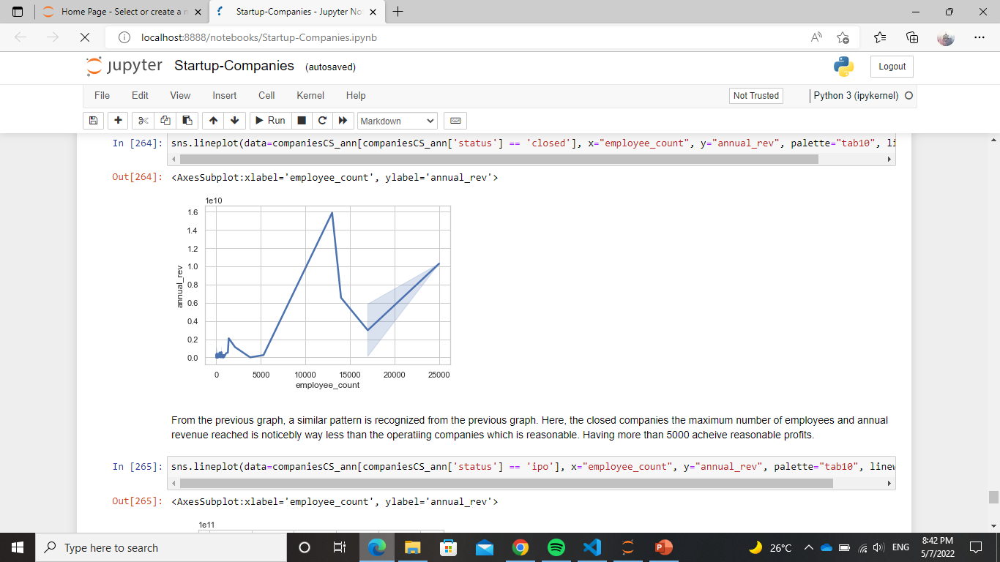 Home Page - Select or create a n
Startup-Companies - Jupyter No
localhost:8888/notebooks/Startup-Companies.ipynb
jupyter Startup-Companies (autosaved)
Logout
File Edit View Insert Cell Kernel Help
Not Trusted
Python 3 (ipykernel)
Run
Markdown
In [264]: sns.lineplot(data=companiesCS_ann[companiesCS_ann['status'] == 'closed'], x="employee_count", y="annual_rev", palette="tab10", li
Out[264]: <AxesSubplot:xlabel='employee_count', ylabel='annual_rev'>
1e10
1.6
1.4
1.2
1.0
0.8
0.6
0.4
0.2
0.0
annual_rev
0 5000 10000 15000 20000 25000
employee_count
From the previous graph, a similar pattern is recognized from the previous graph. Here, the closed companies the maximum number of employees and annual
revenue reached is noticebly way less than the operatiing companies which is reasonable. Having more than 5000 acheive reasonable profits.
In [265]: sns.lineplot(data=companiesCS_ann[companiesCS_ann['status'] == 'ipo'], x="employee_count", y="annual_rev", palette="tab10", linew
Out[265]: <AxesSubplot:xlabel='employee_count', ylabel='annual_rev'>
1e11
Type here to search
26°C
ENG
8:42 PM
5/7/2022